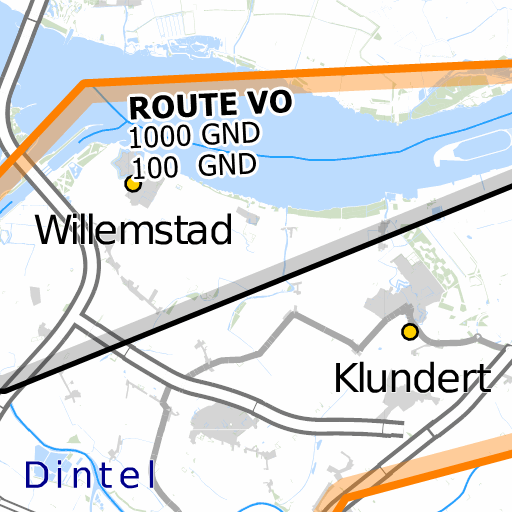 ROUTE VO
1000 GND
100 GND
Willemstad
Klundert
Dintel